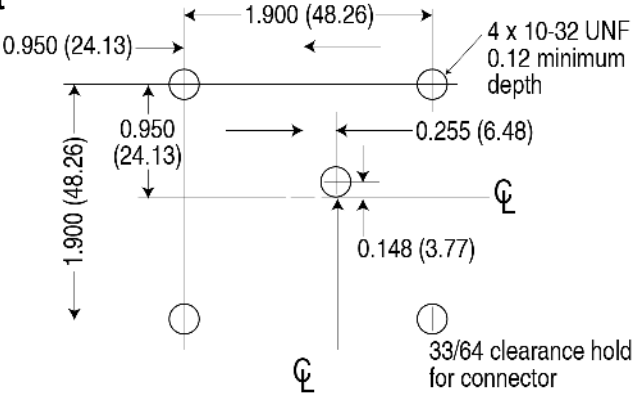 1.900 (48.26)
0.950 (24.13)
4 x 10-32 UNF
0.12 minimum
depth
0.950
(24.13)
0.255 (6.48)
1.900 (48.26)
℄
0.148 (3.77)
℄
33/64 clearance hold
for connector